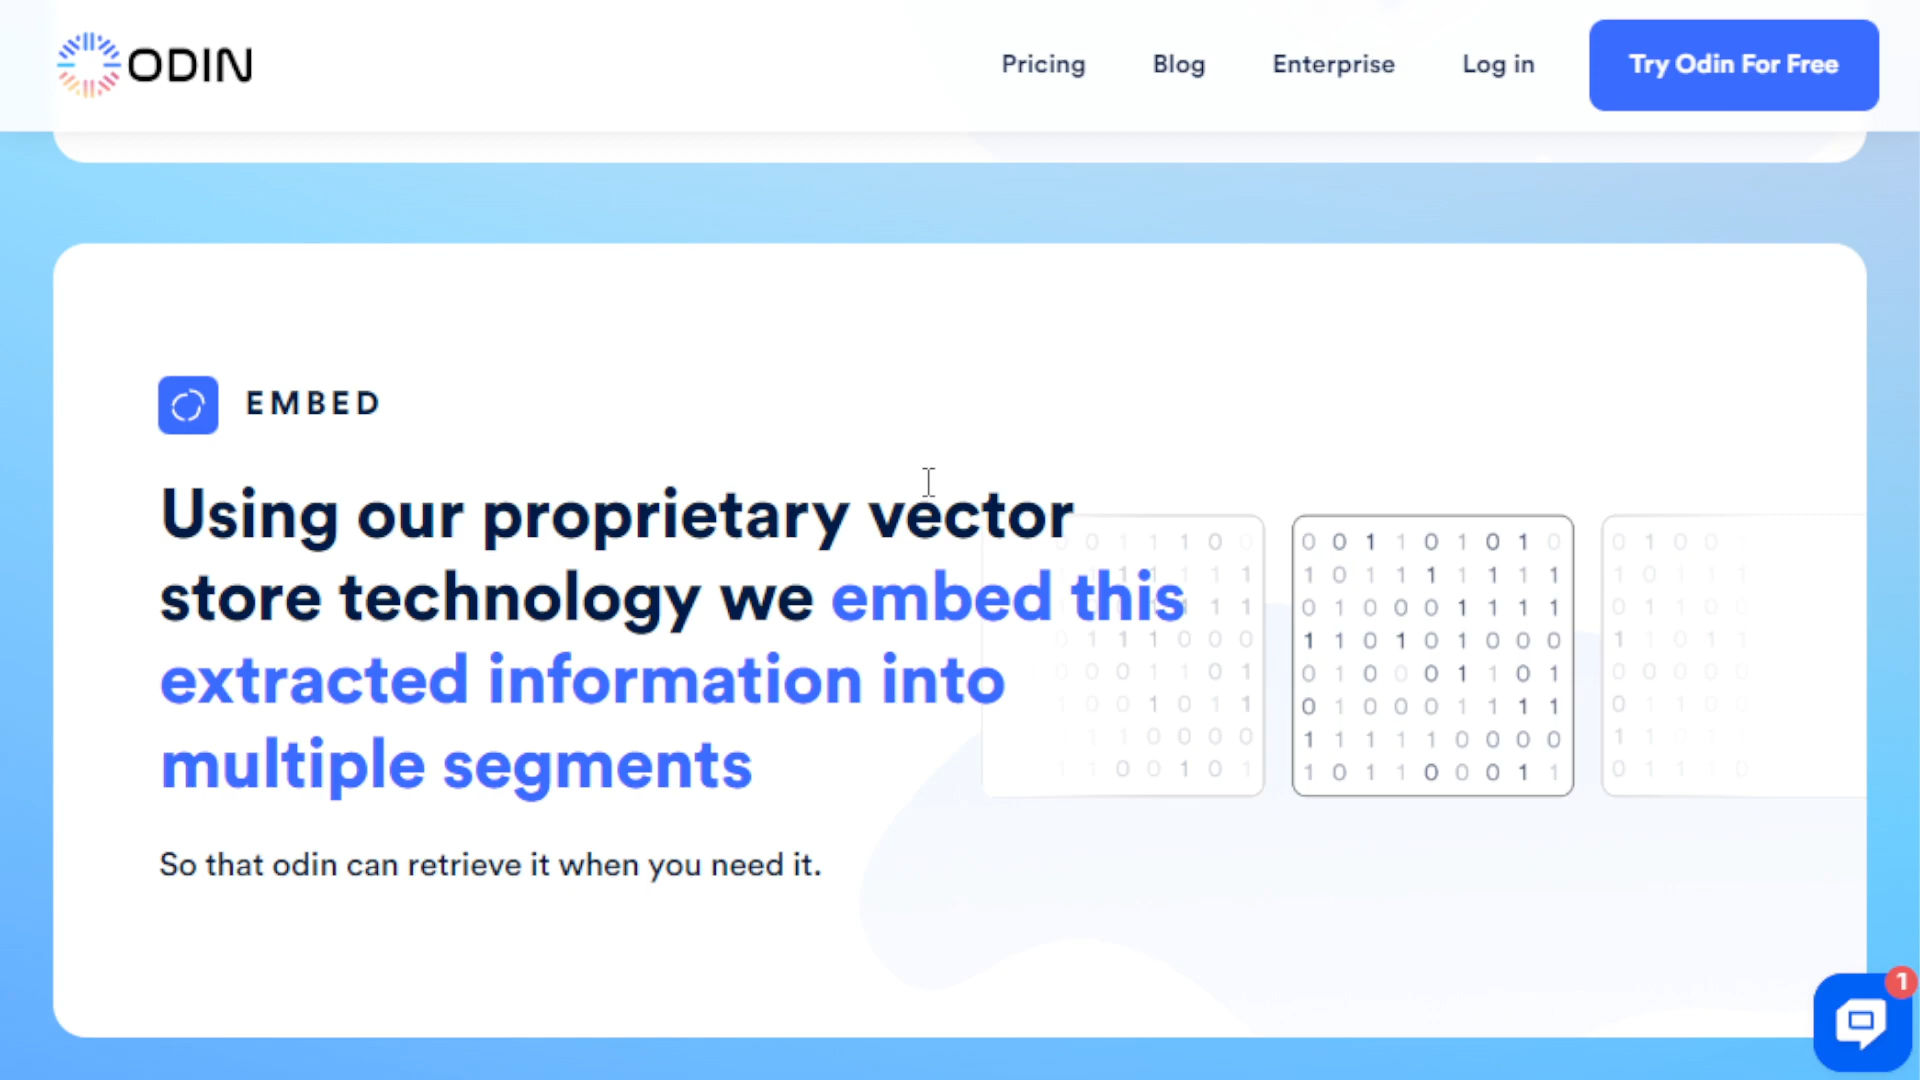 ODIN
Pricing
Blog
Enterprise
Log in
Try Odin For Free
EMBED
Using our proprietary vector
store technology we embed this
extracted information into
multiple segments
So that odin can retrieve it when you need it.
0 0 1 1 0 1 0 1 0
1 0 1 1 1 1 1 1 1
0 1 0 0 0 1 1 1 1
1 1 0 1 0 1 0 0 0
0 1 0 0 0 1 1 0 1
0 1 0 0 0 1 1 1 1
1 1 1 1 1 0 0 0 0
1 0 1 1 0 0 0 1 1
1